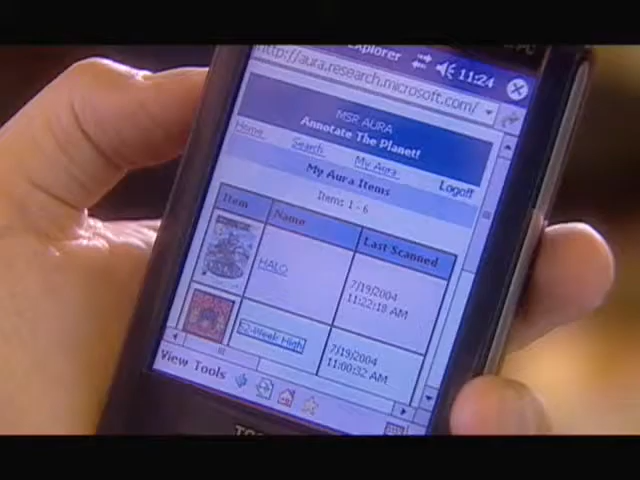 Explorer 11:24
http://aura.research.microsoft.com/
MSR AURA
Annotate The Planet!
Home Search My Aura Logoff
My Aura Items
Items 1 - 6
Item Name Last Scanned
HALO 7/19/2004 11:22:18 AM
52-Week High 7/19/2004 11:00:32 AM
View Tools